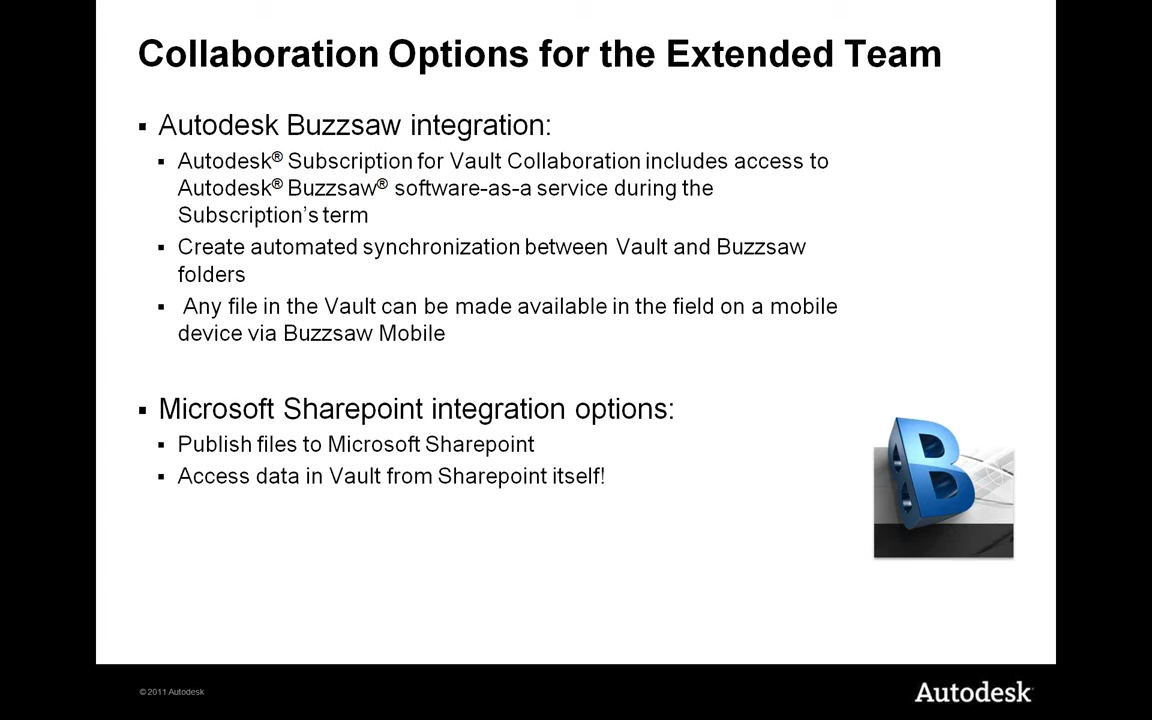 Collaboration Options for the Extended Team
▪ Autodesk Buzzsaw integration:
▪ Autodesk® Subscription for Vault Collaboration includes access to
Autodesk® Buzzsaw® software-as-a service during the
Subscription’s term
▪ Create automated synchronization between Vault and Buzzsaw
folders
▪ Any file in the Vault can be made available in the field on a mobile
device via Buzzsaw Mobile
▪ Microsoft Sharepoint integration options:
▪ Publish files to Microsoft Sharepoint
▪ Access data in Vault from Sharepoint itself!
B
© 2011 Autodesk
Autodesk